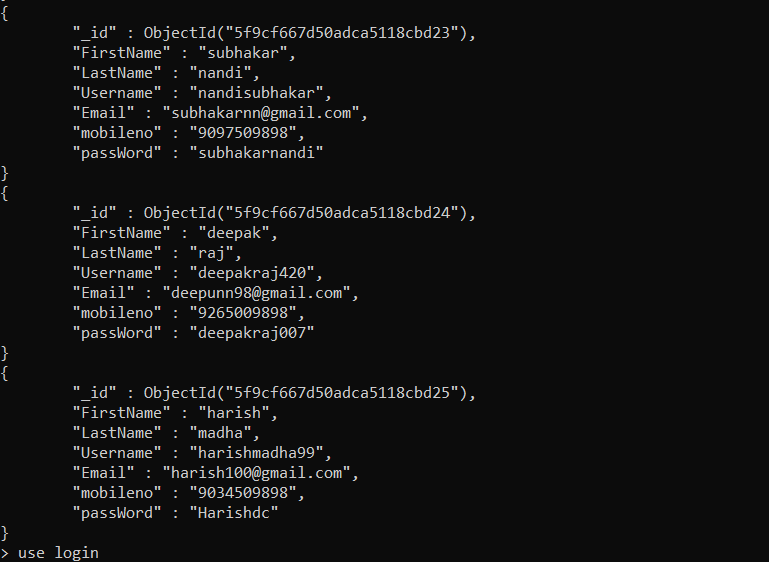 }
{
"_id" : ObjectId("5f9cf667d50adca5118cbd23"),
"FirstName" : "subhakar",
"LastName" : "nandi",
"Username" : "nandisubhakar",
"Email" : "subhakarnn@gmail.com",
"mobileno" : "9097509898",
"passWord" : "subhakarnandi"
}
{
"_id" : ObjectId("5f9cf667d50adca5118cbd24"),
"FirstName" : "deepak",
"LastName" : "raj",
"Username" : "deepakraj420",
"Email" : "deepunn98@gmail.com",
"mobileno" : "9265009898",
"passWord" : "deepakraj007"
}
{
"_id" : ObjectId("5f9cf667d50adca5118cbd25"),
"FirstName" : "harish",
"LastName" : "madha",
"Username" : "harishmadha99",
"Email" : "harish100@gmail.com",
"mobileno" : "9034509898",
"passWord" : "Harishdc"
}
> use login